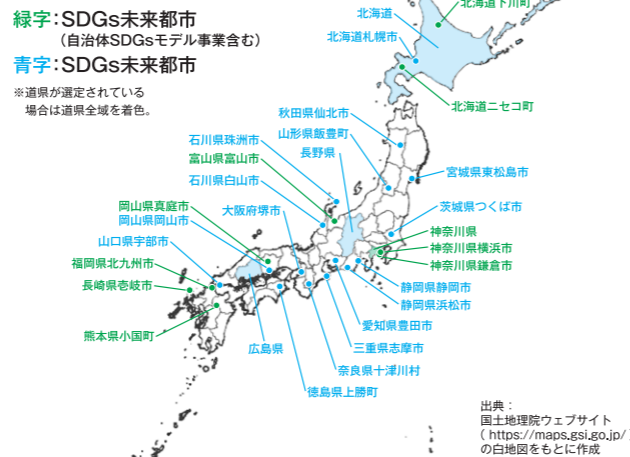 緑字:SDGs未来都市
(自治体SDGsモデル事業含む)
青字:SDGs未来都市
※道県が選定されている
場合は道県全域を着色。
北海道下川町
北海道
北海道札幌市
北海道ニセコ町
秋田県仙北市
山形県飯豊町
長野県
石川県珠洲市
富山県富山市
石川県白山市
宮城県東松島市
茨城県つくば市
岡山県真庭市
岡山県岡山市
大阪府堺市
神奈川県
神奈川県横浜市
神奈川県鎌倉市
山口県宇部市
福岡県北九州市
長崎県壱岐市
熊本県小国町
静岡県静岡市
静岡県浜松市
愛知県豊田市
三重県志摩市
広島県
奈良県十津川村
徳島県上勝町
出典:
国土地理院ウェブサイト
( https://maps.gsi.go.jp/ )
の白地図をもとに作成